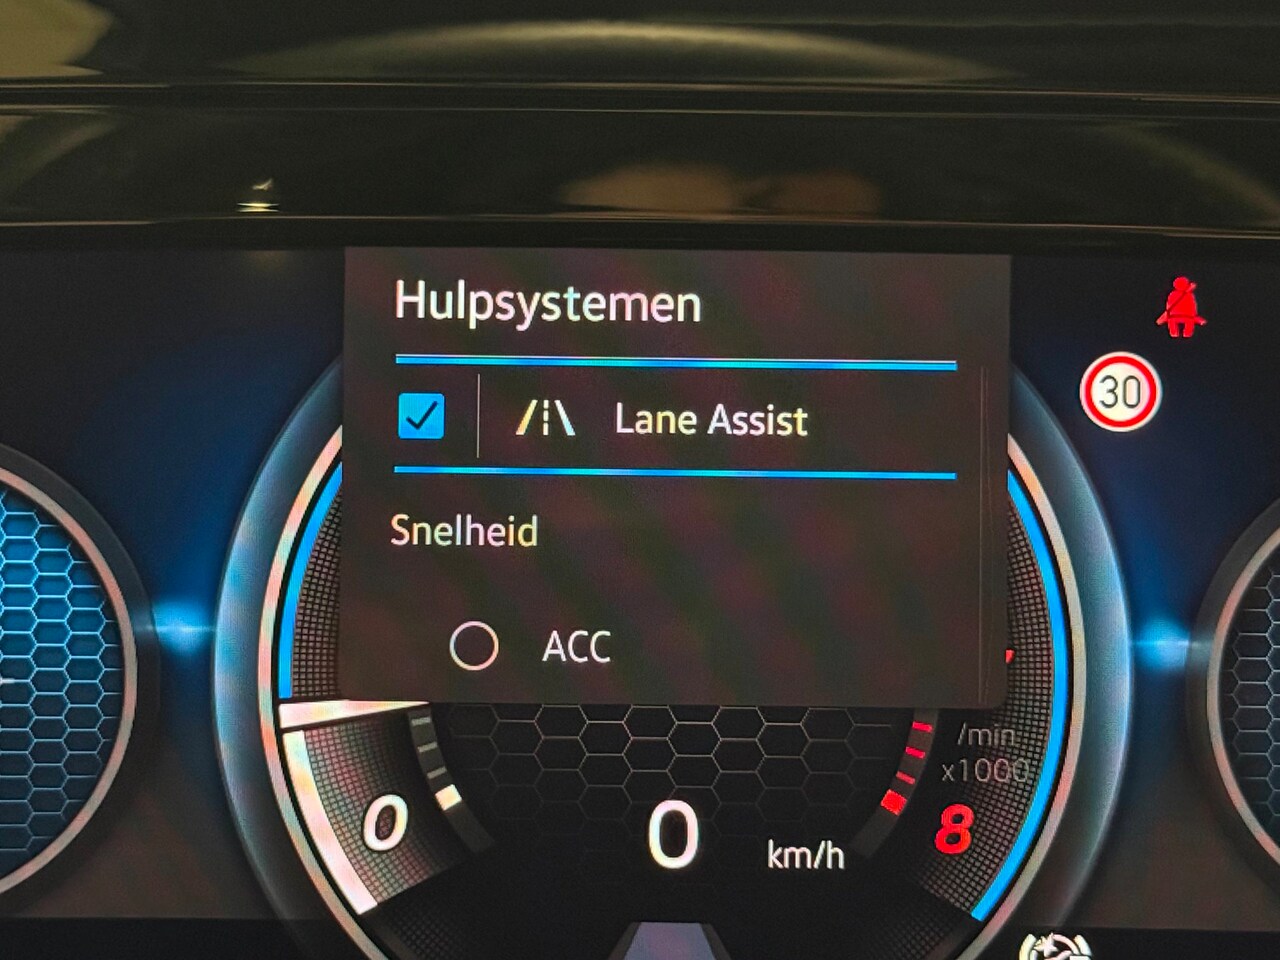 Hulpsystemen
Lane Assist
Snelheid
ACC
30
/min
x1000
0
0
km/h
8